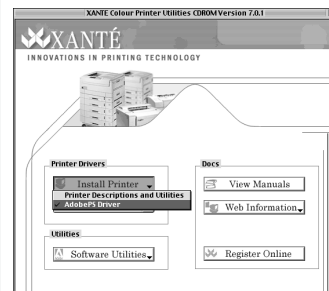 XANTE Colour Printer Utilities CDROM Version 7.0.1
XANTÉ
INNOVATIONS IN PRINTING TECHNOLOGY
Printer Drivers
Install Printer
Printer Descriptions and Utilities
AdobePS Driver
Utilities
Software Utilities
Docs
View Manuals
Web Information
Register Online